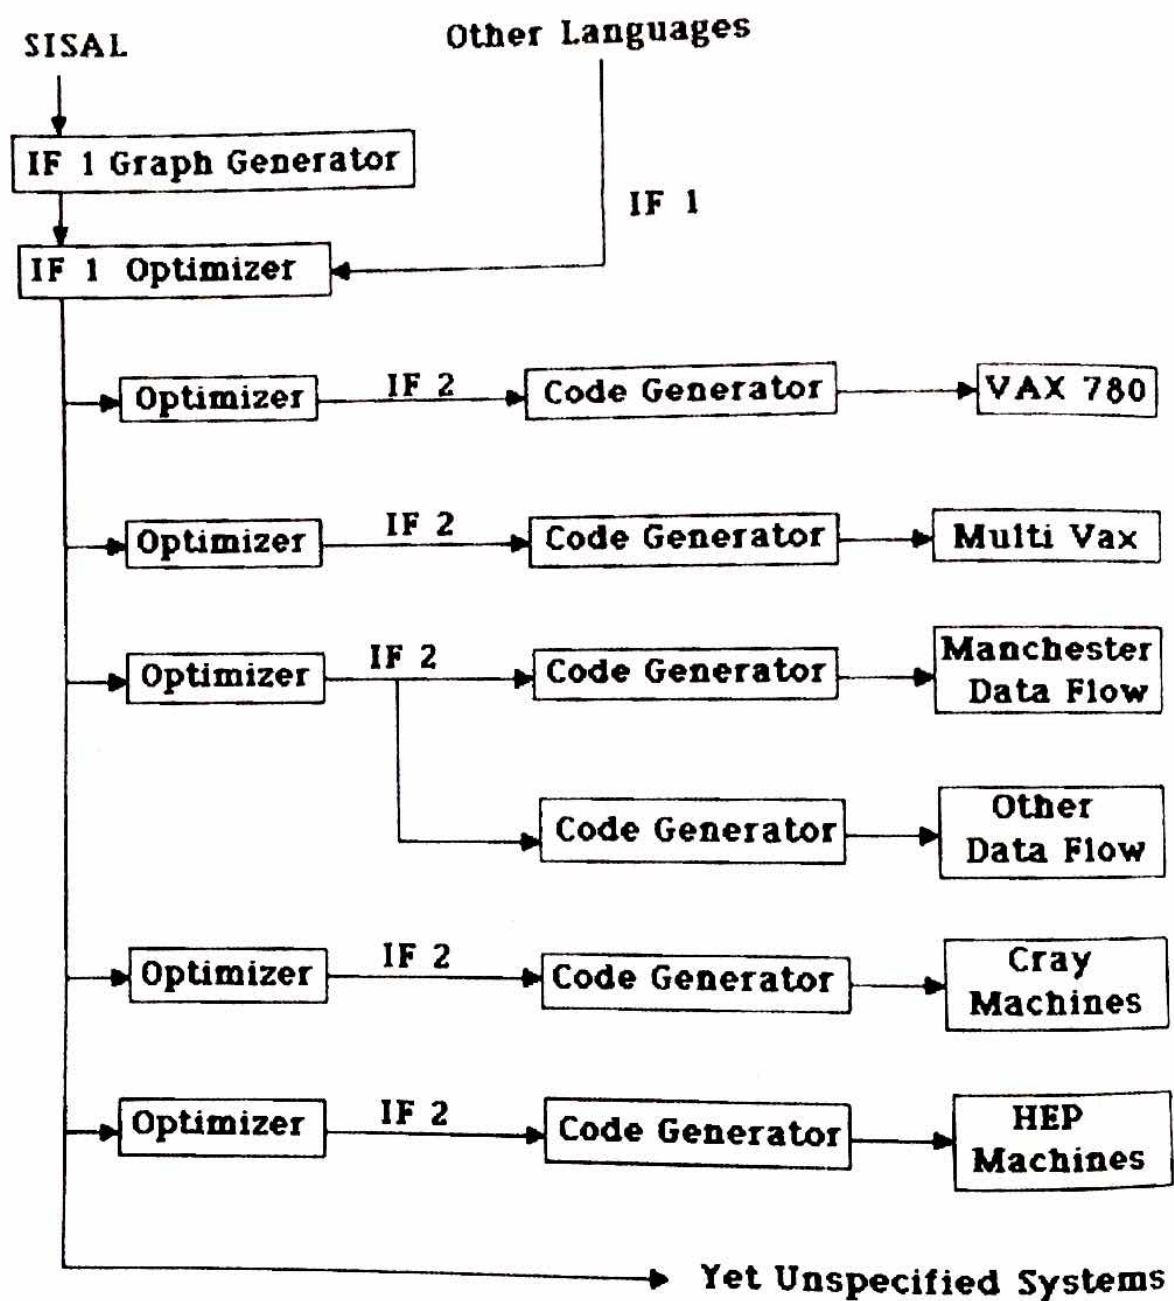 SISAL
Other Languages
IF 1 Graph Generator
IF 1
IF 1 Optimizer
Optimizer
IF 2
Code Generator
VAX 780
Optimizer
IF 2
Code Generator
Multi Vax
Optimizer
IF 2
Code Generator
Manchester
Data Flow
Code Generator
Other
Data Flow
Optimizer
IF 2
Code Generator
Cray
Machines
Optimizer
IF 2
Code Generator
HEP
Machines
Yet Unspecified Systems